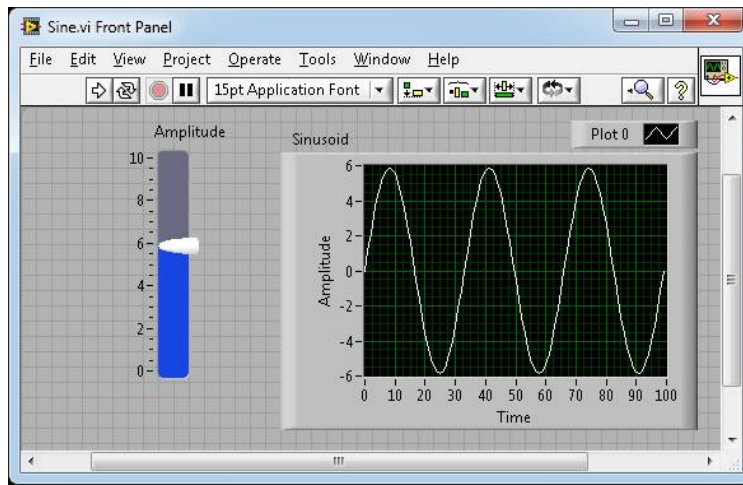 Sine.vi Front Panel
File Edit View Project Operate Tools Window Help
15pt Application Font
Amplitude
10
8
6
4
2
0
Sinusoid
Plot 0
Amplitude
6
4
2
0
-2
-4
-6
0 10 20 30 40 50 60 70 80 90 100
Time